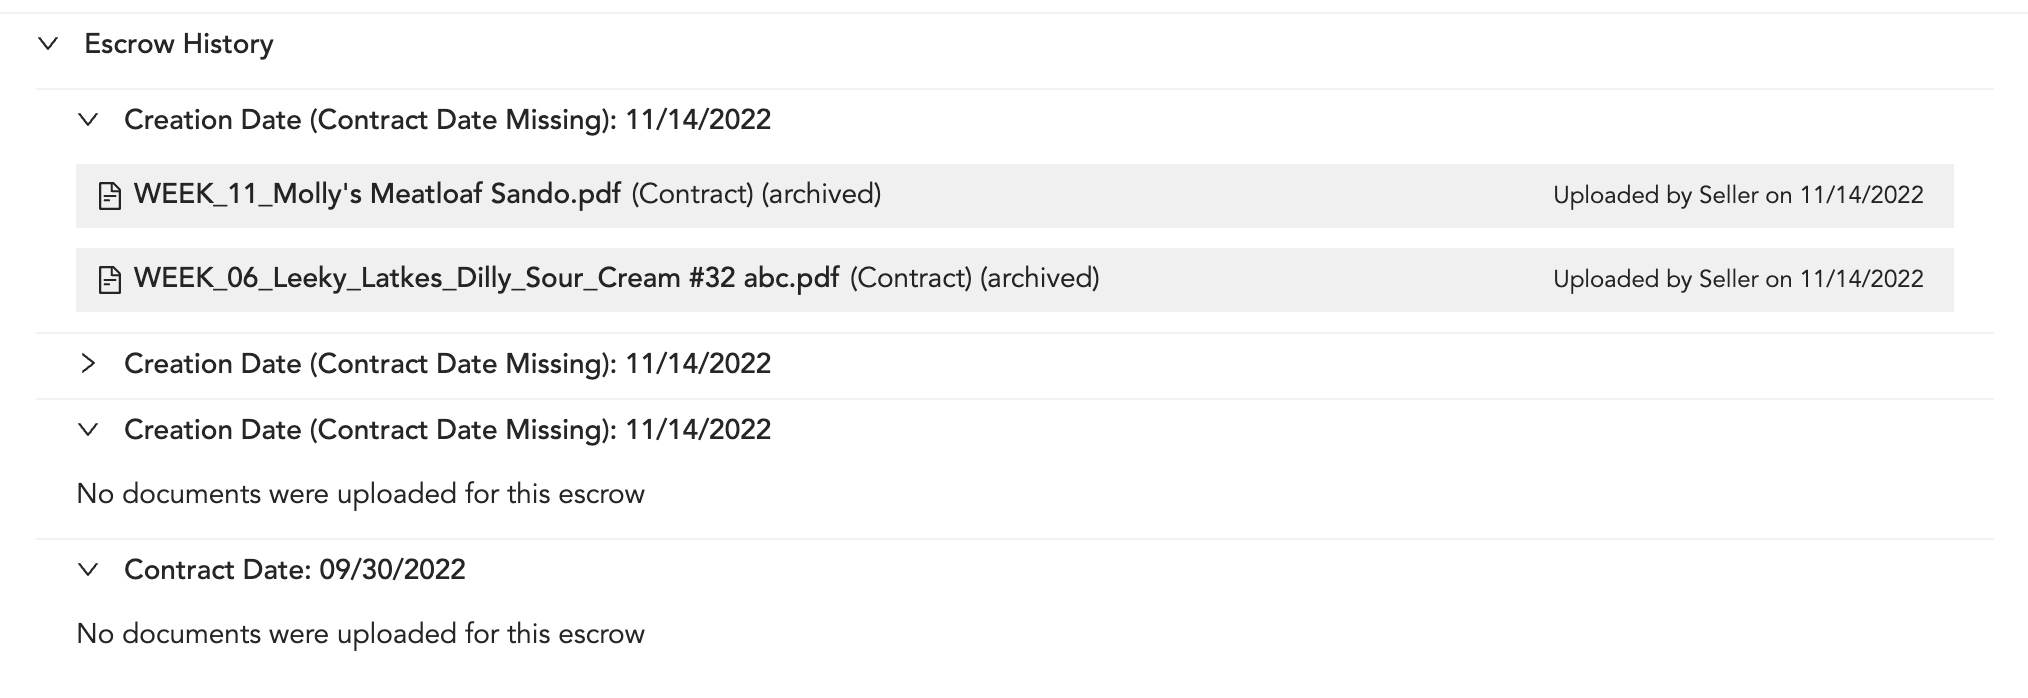 Escrow History
Creation Date (Contract Date Missing): 11/14/2022
WEEK_11_Molly's Meatloaf Sando.pdf (Contract) (archived) Uploaded by Seller on 11/14/2022
WEEK_06_Leeky_Latkes_Dilly_Sour_Cream #32 abc.pdf (Contract) (archived) Uploaded by Seller on 11/14/2022
Creation Date (Contract Date Missing): 11/14/2022
Creation Date (Contract Date Missing): 11/14/2022
No documents were uploaded for this escrow
Contract Date: 09/30/2022
No documents were uploaded for this escrow